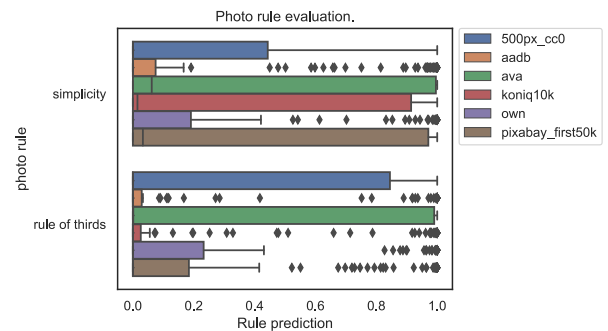 Photo rule evaluation.
500px_cc0
aadb
ava
koniq10k
own
pixabay_first50k
photo rule
simplicity
rule of thirds
0.0 0.2 0.4 0.6 0.8 1.0
Rule prediction